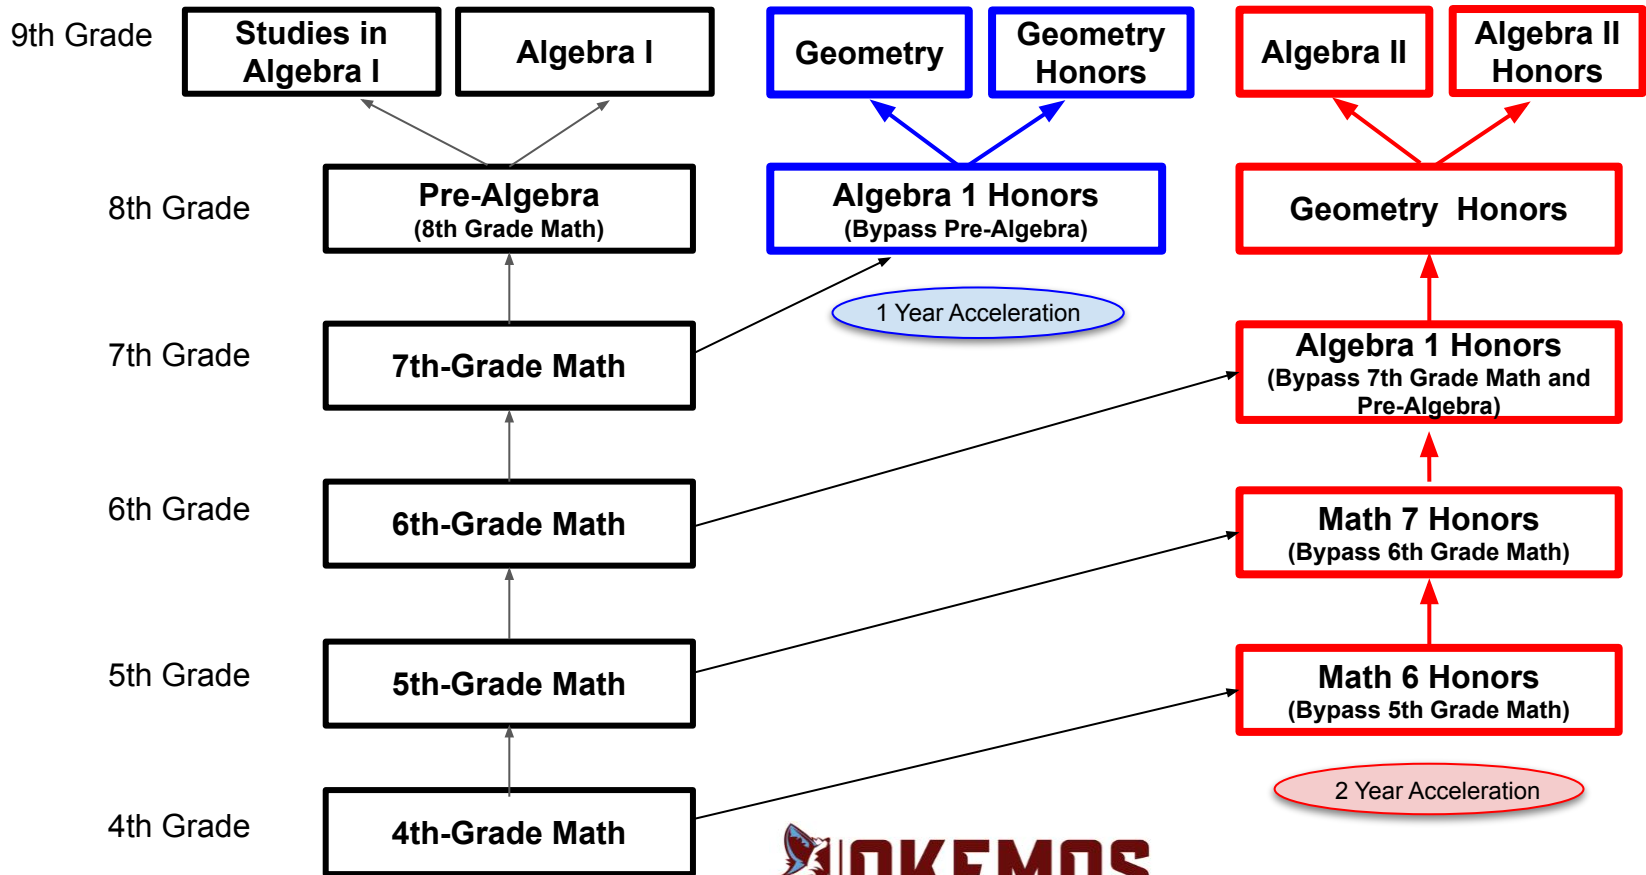 9th Grade
Studies in
Algebra I
Algebra I
Geometry
Geometry
Honors
Algebra II
Algebra II
Honors
8th Grade
Pre-Algebra
(8th Grade Math)
Algebra 1 Honors
(Bypass Pre-Algebra)
Geometry Honors
1 Year Acceleration
7th Grade
7th-Grade Math
Algebra 1 Honors
(Bypass 7th Grade Math and
Pre-Algebra)
6th Grade
6th-Grade Math
Math 7 Honors
(Bypass 6th Grade Math)
5th Grade
5th-Grade Math
Math 6 Honors
(Bypass 5th Grade Math)
2 Year Acceleration
4th Grade
4th-Grade Math
OKEMOS